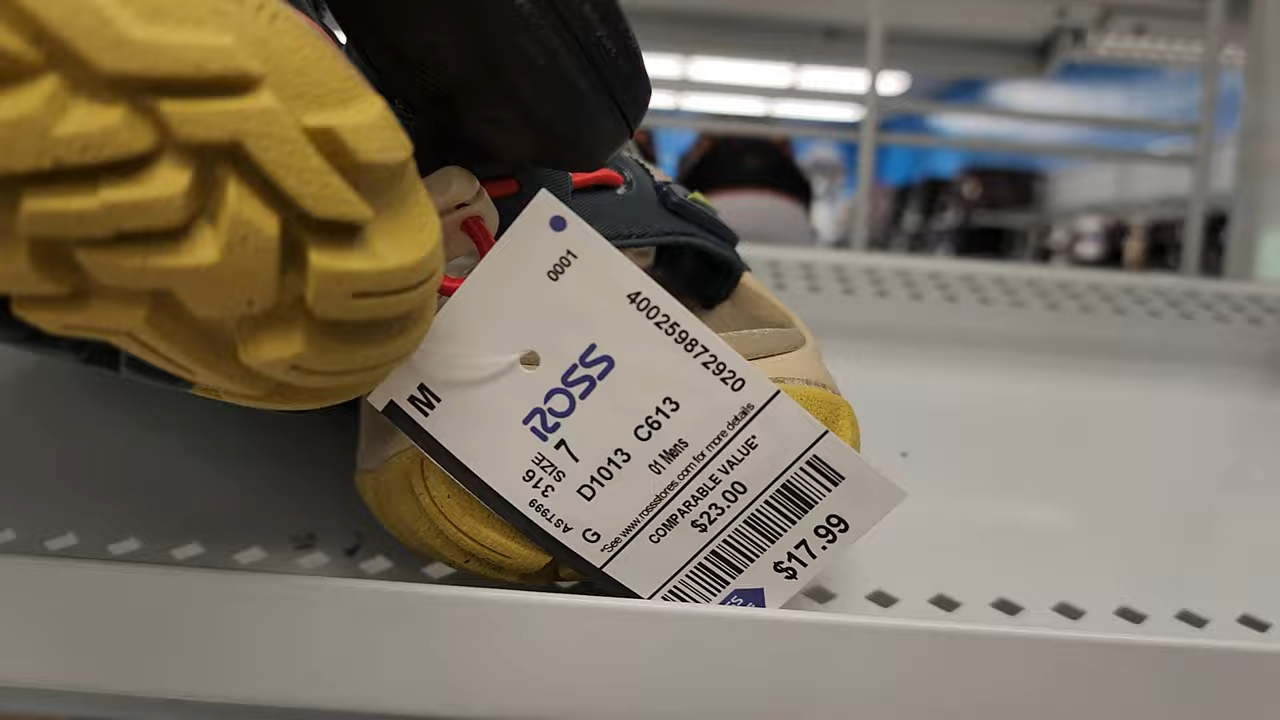 0001
400259872920
M
ROSS
316 SIZE 7
D1013 C613
AST999
01 Mens
G
*See www.rossstores.com for more details
COMPARABLE VALUE*
$23.00
$17.99